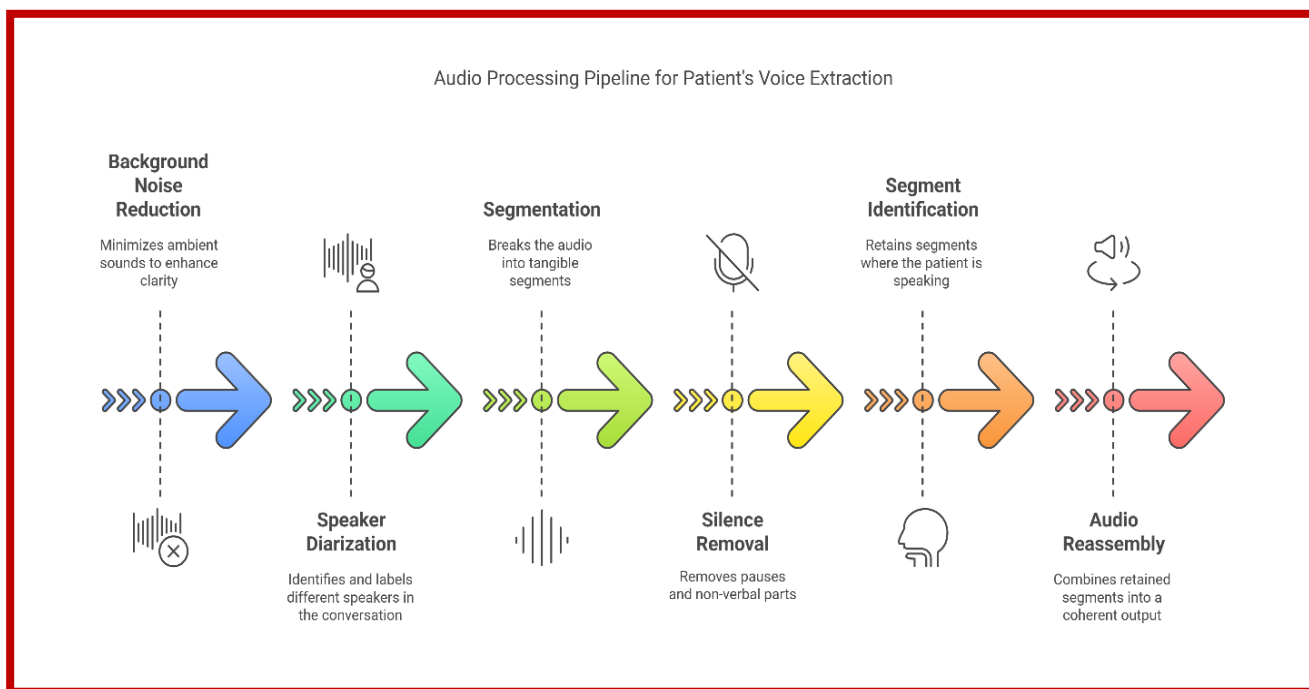 Audio Processing Pipeline for Patient's Voice Extraction
Background
Noise
Reduction
Minimizes ambient
sounds to enhance
clarity
Speaker
Diarization
Identifies and labels
different speakers in
the conversation
Segmentation
Breaks the audio
into tangible
segments
Silence
Removal
Removes pauses
and non-verbal parts
Segment
Identification
Retains segments
where the patient is
speaking
Audio
Reassembly
Combines retained
segments into a
coherent output